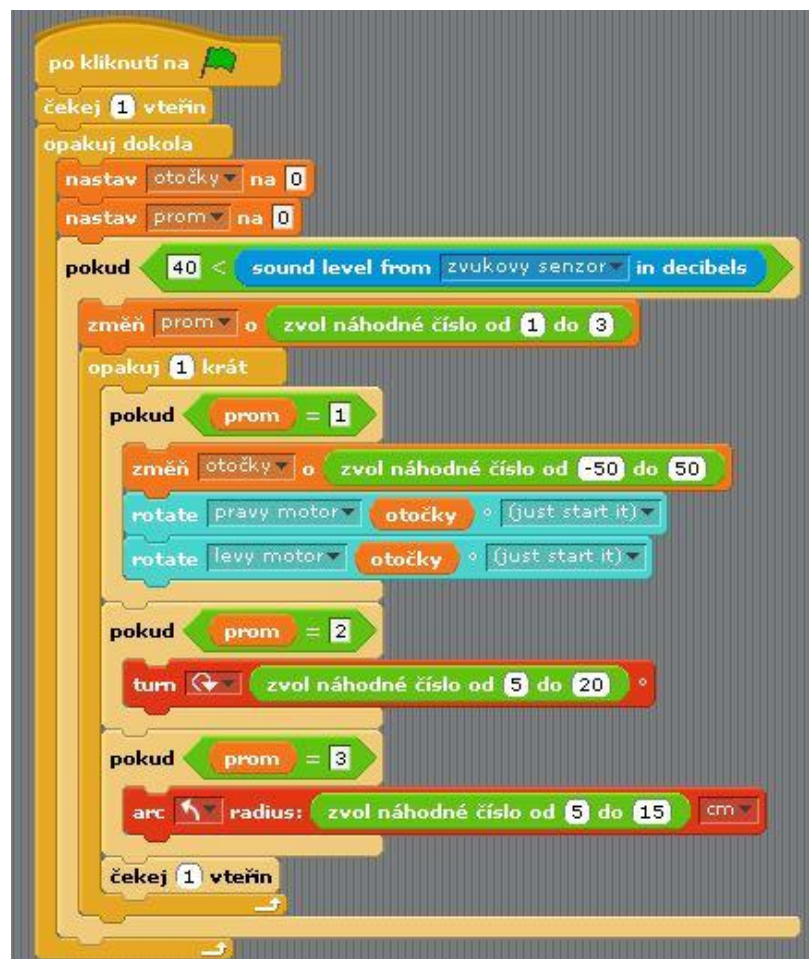 po kliknutí na
čekej 1 vteřin
opakuj dokola
nastav otočky na 0
nastav prom na 0
pokud 40 < sound level from zvukovy senzor in decibels
změň prom o zvol náhodné číslo od 1 do 3
opakuj 1 krát
pokud prom = 1
změň otočky o zvol náhodné číslo od -50 do 50
rotate pravy motor otočky ° (just start it)
rotate levy motor otočky ° (just start it)
pokud prom = 2
turn zvol náhodné číslo od 5 do 20 °
pokud prom = 3
arc radius: zvol náhodné číslo od 5 do 15 cm
čekej 1 vteřin